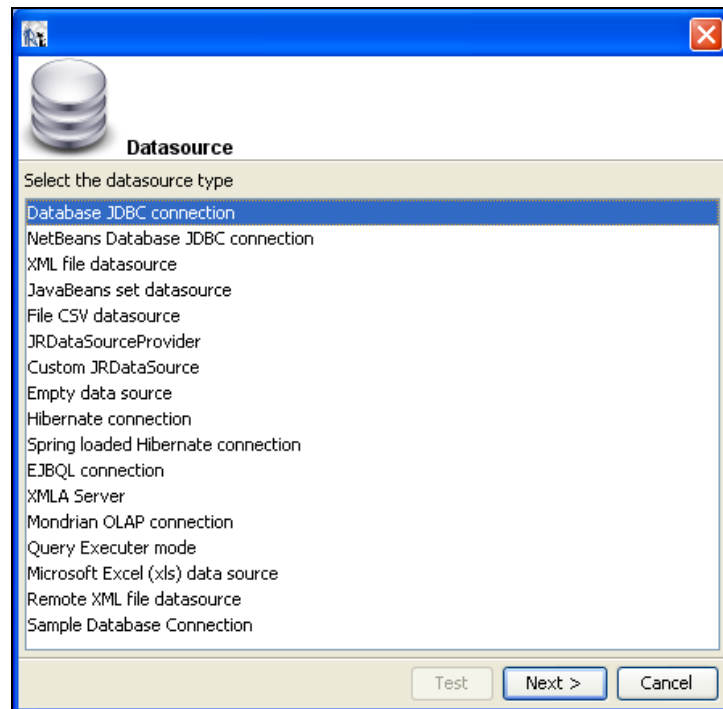 Datasource
Select the datasource type
Database JDBC connection
NetBeans Database JDBC connection
XML file datasource
JavaBeans set datasource
File CSV datasource
JRDataSourceProvider
Custom JRDataSource
Empty data source
Hibernate connection
Spring loaded Hibernate connection
EJBQL connection
XMLA Server
Mondrian OLAP connection
Query Executer mode
Microsoft Excel (xls) data source
Remote XML file datasource
Sample Database Connection
Test Next > Cancel